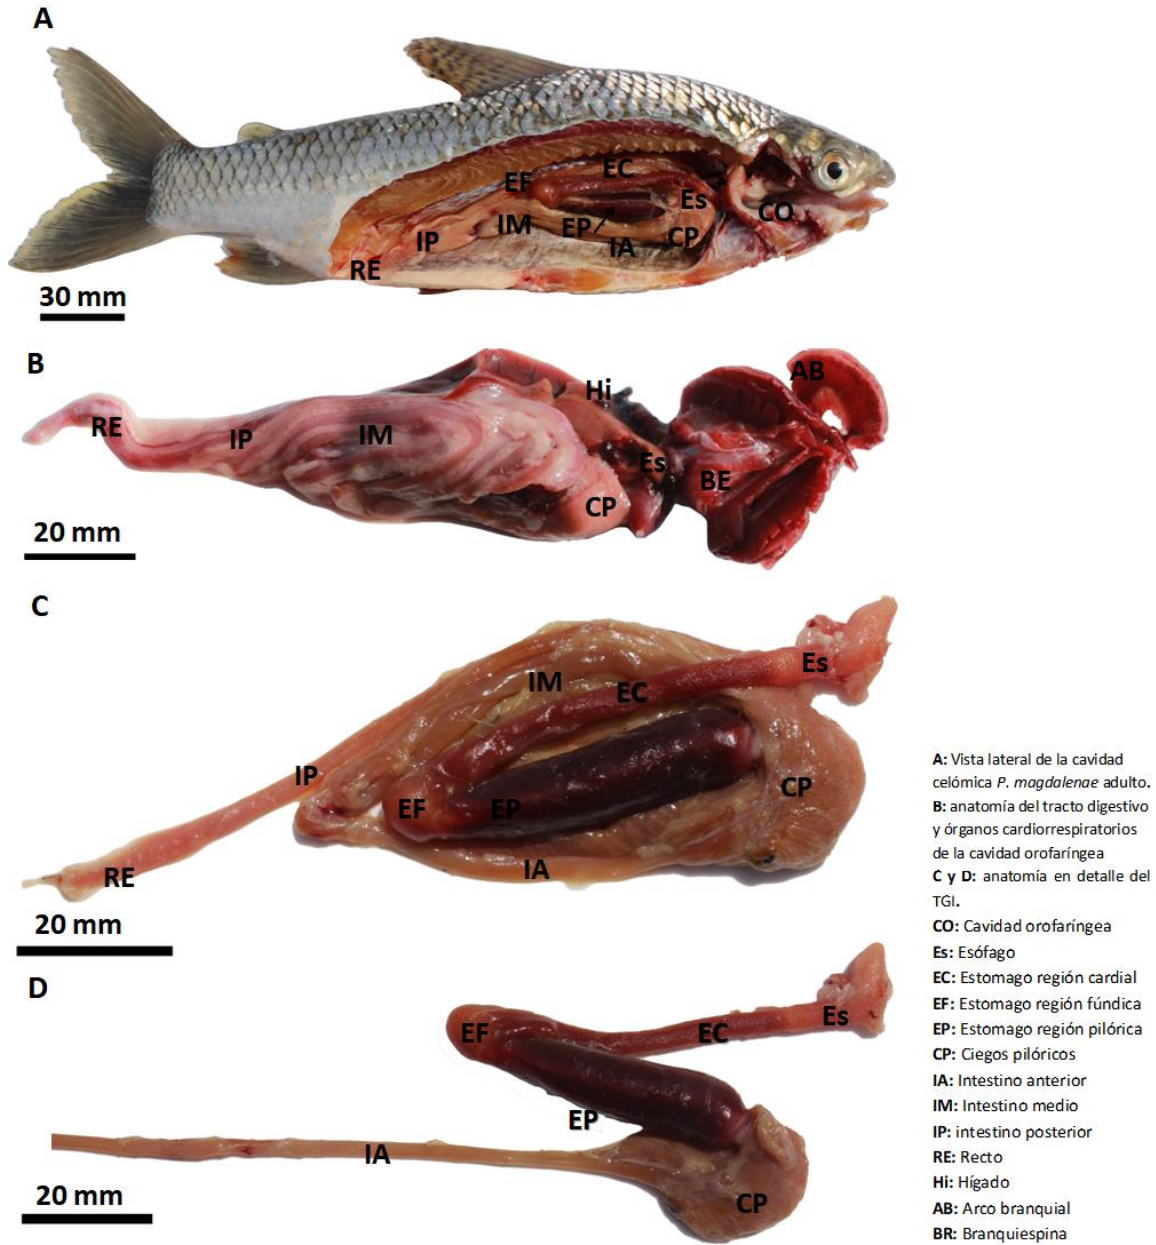 A
EC
EF
Es
CO
IM
EP
CP
IP
IA
RE
30 mm
B
AB
Hi
RE
IP
IM
Es
BE
CP
20 mm
C
Es
IM
EC
IP
CP
EF
EP
IA
RE
20 mm
D
Es
EF
EC
EP
IA
CP
20 mm
A: Vista lateral de la cavidad
celómica P. magdalenae adulto.
B: anatomía del tracto digestivo
y órganos cardiorrespiratorios
de la cavidad orofaríngea
C y D: anatomía en detalle del
TGI.
CO: Cavidad orofaríngea
Es: Esófago
EC: Estomago región cardial
EF: Estomago región fúndica
EP: Estomago región pilórica
CP: Ciegos pilóricos
IA: Intestino anterior
IM: Intestino medio
IP: intestino posterior
RE: Recto
Hi: Hígado
AB: Arco branquial
BR: Branquiespina